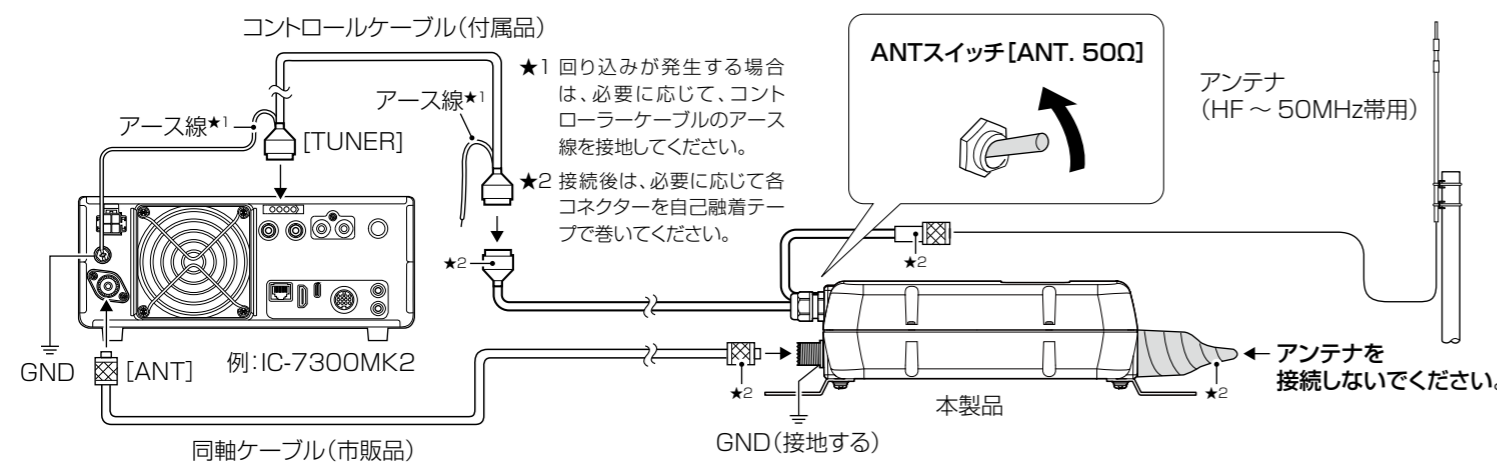 コントロールケーブル(付属品)
★1 回り込みが発生する場合
は、必要に応じて、コント
ローラーケーブルのアース
線を接地してください。
★2 接続後は、必要に応じて各
コネクターを自己融着テー
プで巻いてください。
アース線★1
アース線★1
[TUNER]
ANTスイッチ[ANT. 50Ω]
アンテナ
(HF ~ 50MHz帯用)
★2
★2
GND
[ANT]
例:IC-7300MK2
★2
★2
アンテナを
接続しないでください。
本製品
GND(接地する)
同軸ケーブル(市販品)